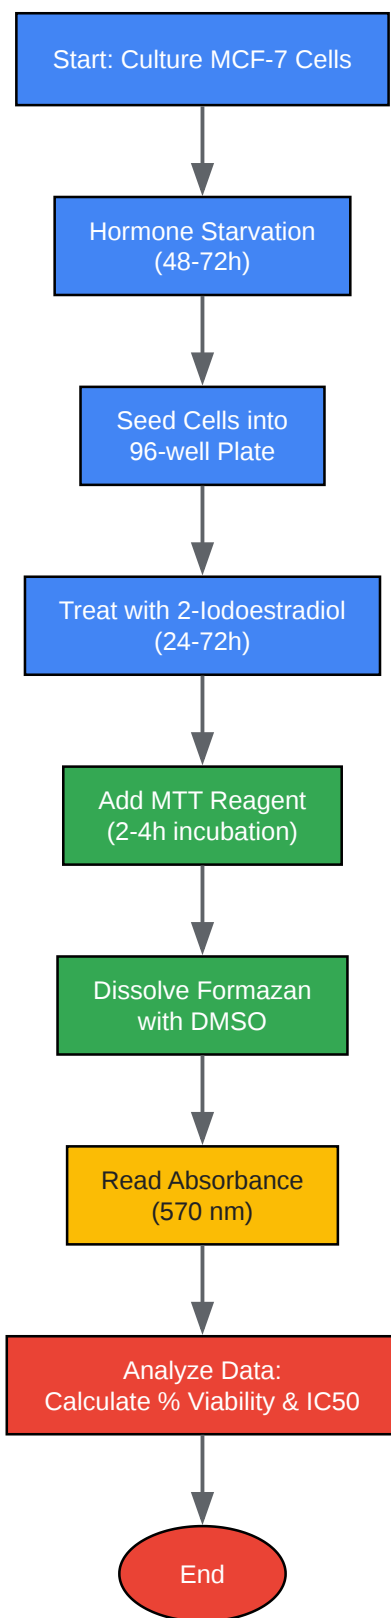 Start: Culture MCF-7 Cells
Hormone Starvation
(48-72h)
Seed Cells into
96-well Plate
Treat with 2-Iodoestradiol
(24-72h)
Add MTT Reagent
(2-4h incubation)
Dissolve Formazan
with DMSO
Read Absorbance
(570 nm)
Analyze Data:
Calculate % Viability & IC50
End